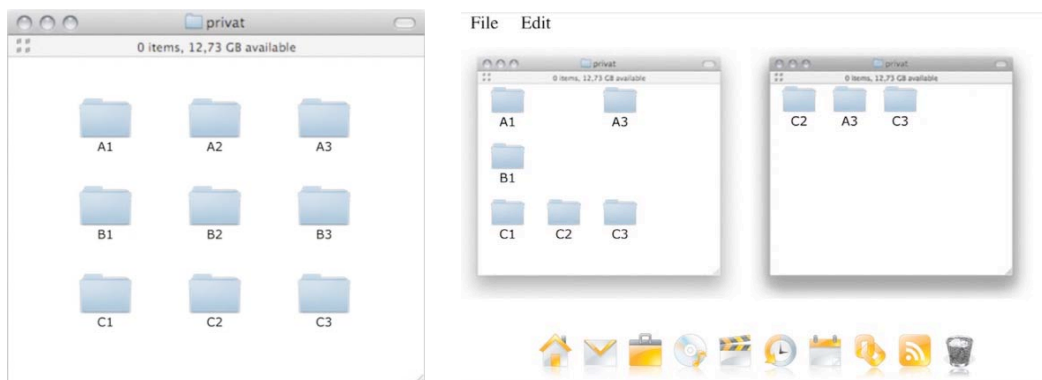 privat
0 items, 12,73 GB available
A1 A2 A3
B1 B2 B3
C1 C2 C3
File Edit
privat
0 items, 12,73 GB available
A1 A3
B1
C1 C2 C3
privat
0 items, 12,73 GB available
C2 A3 C3